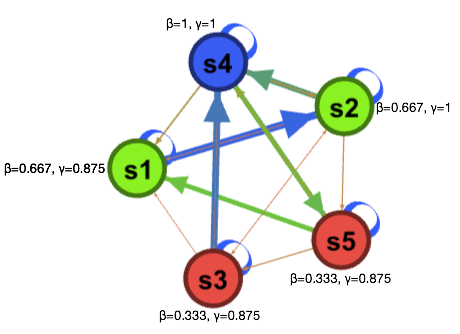 β=1, γ=1
s4
s2
β=0.667, γ=1
β=0.667, γ=0.875
s1
s5
s3
β=0.333, γ=0.875
β=0.333, γ=0.875